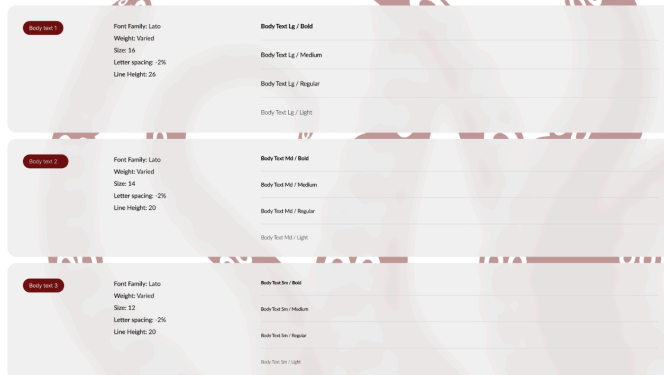 Body text 1
Font Family: Lato
Weight: Varied
Size: 16
Letter spacing: -2%
Line Height: 26
Body Text Lg / Bold
Body Text Lg / Medium
Body Text Lg / Regular
Body Text Lg / Light
Body text 2
Font Family: Lato
Weight: Varied
Size: 14
Letter spacing: -2%
Line Height: 20
Body Text Md / Bold
Body Text Md / Medium
Body Text Md / Regular
Body Text Md / Light
Body text 3
Font Family: Lato
Weight: Varied
Size: 12
Letter spacing: -2%
Line Height: 20
Body Text Sm / Bold
Body Text Sm / Medium
Body Text Sm / Regular
Body Text Sm / Light